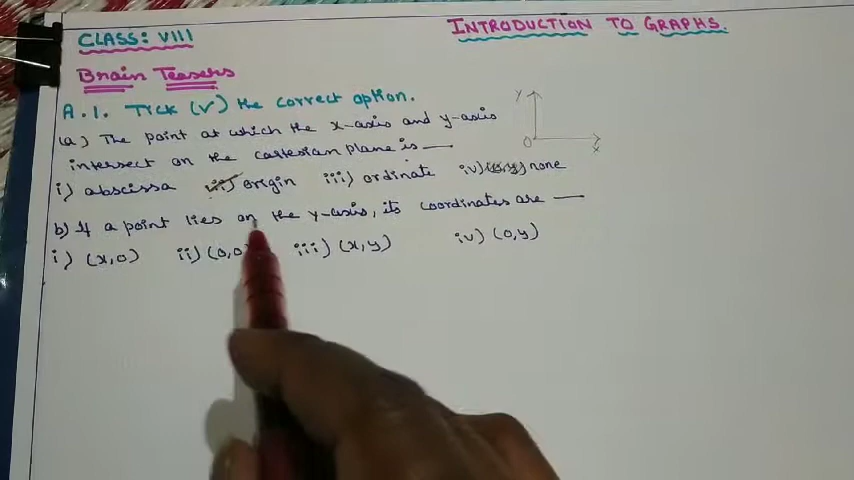 CLASS: VIII
INTRODUCTION TO GRAPHS.
Brain Teasers
A.1. TICK (√) the correct option.
(a) The point at which the x-axis and y-axis
intersect on the cartesian plane is —
i) abscissa ii) origin iii) ordinate iv) none
b) If a point lies on the y-axis, its coordinates are —
i) (x,0) ii) (0,0) iii) (x,y) iv) (0,y)
Y
O
X